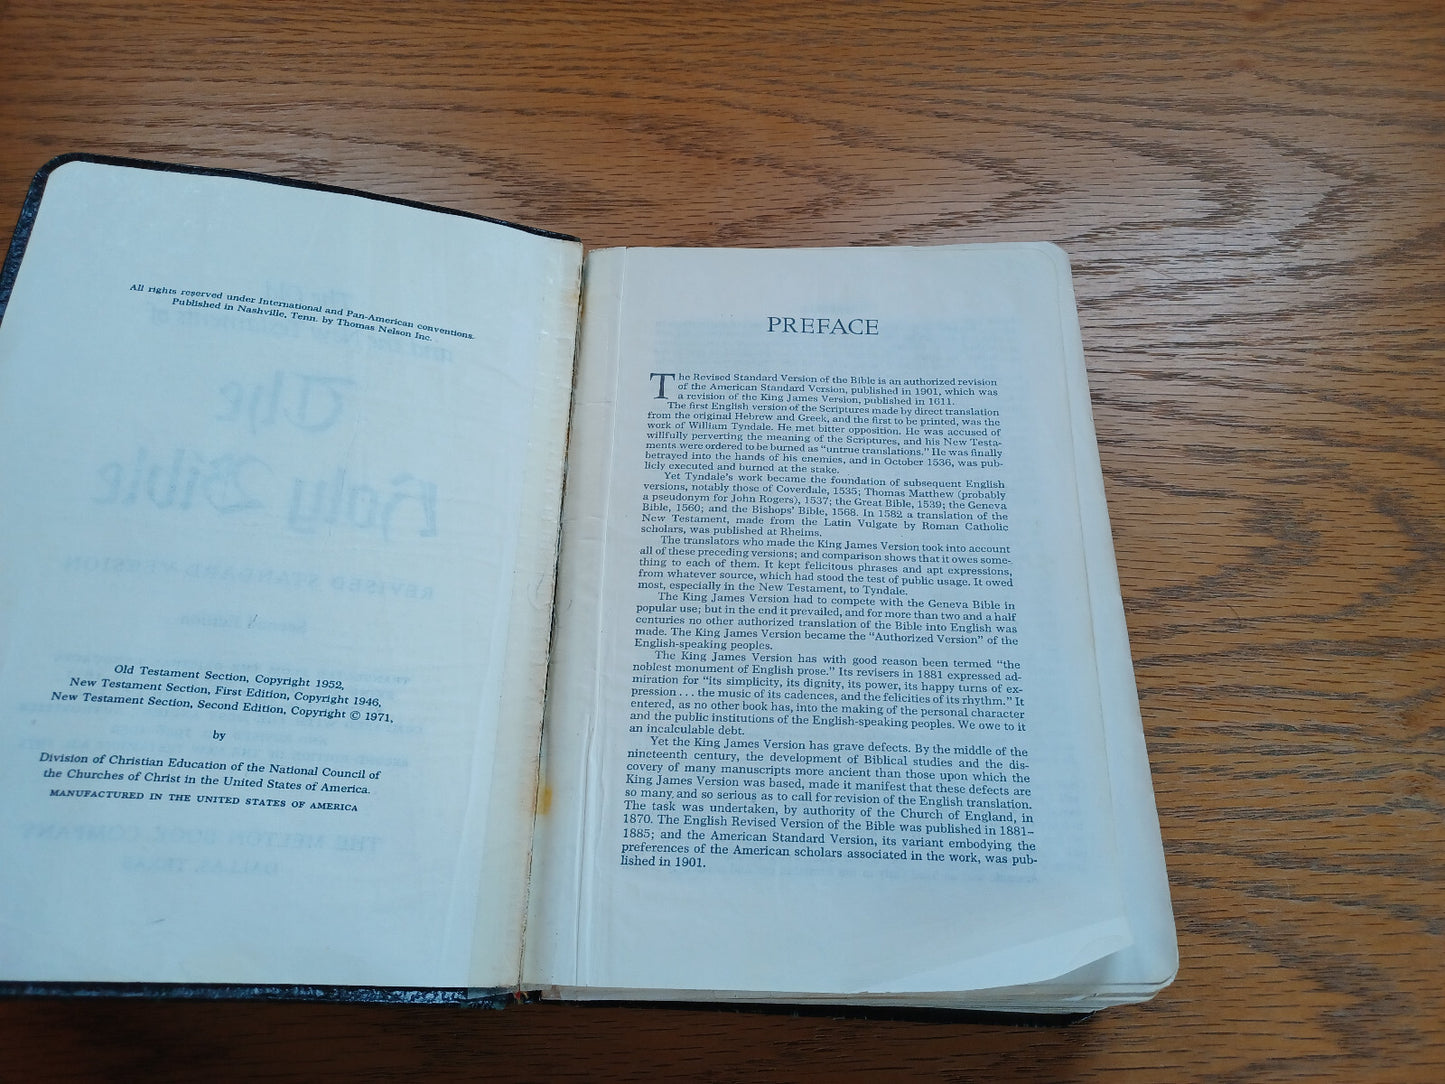 All rights reserved under International and Pan-American conventions.
Published in Nashville, Tenn. by Thomas Nelson Inc.
Old Testament Section, Copyright 1952,
New Testament Section, First Edition, Copyright 1946,
New Testament Section, Second Edition, Copyright © 1971,
by
Division of Christian Education of the National Council of
the Churches of Christ in the United States of America.
MANUFACTURED IN THE UNITED STATES OF AMERICA
PREFACE
The Revised Standard Version of the Bible is an authorized revision
of the American Standard Version, published in 1901, which was
a revision of the King James Version, published in 1611.
The first English version of the Scriptures made by direct translation
from the original Hebrew and Greek, and the first to be printed, was the
work of William Tyndale. He met bitter opposition. He was accused of
willfully perverting the meaning of the Scriptures, and his New Testa-
ments were ordered to be burned as “untrue translations.” He was finally
betrayed into the hands of his enemies, and in October 1536, was pub-
licly executed and burned at the stake.
Yet Tyndale's work became the foundation of subsequent English
versions, notably those of Coverdale, 1535; Thomas Matthew (probably
a pseudonym for John Rogers), 1537; the Great Bible, 1539; the Geneva
Bible, 1560; and the Bishops' Bible, 1568. In 1582 a translation of the
New Testament, made from the Latin Vulgate by Roman Catholic
scholars, was published at Rheims.
The translators who made the King James Version took into account
all of these preceding versions; and comparison shows that it owes some-
thing to each of them. It kept felicitous phrases and apt expressions,
from whatever source, which had stood the test of public usage. It owed
most, especially in the New Testament, to Tyndale.
The King James Version had to compete with the Geneva Bible in
popular use; but in the end it prevailed, and for more than two and a half
centuries no other authorized translation of the Bible into English was
made. The King James Version became the “Authorized Version” of the
English-speaking peoples.
The King James Version has with good reason been termed “the
noblest monument of English prose.” Its revisers in 1881 expressed ad-
miration for “its simplicity, its dignity, its power, its happy turns of ex-
pression . . . the music of its cadences, and the felicities of its rhythm.” It
entered, as no other book has, into the making of the personal character
and the public institutions of the English-speaking peoples. We owe to it
an incalculable debt.
Yet the King James Version has grave defects. By the middle of the
nineteenth century, the development of Biblical studies and the dis-
covery of many manuscripts more ancient than those upon which the
King James Version was based, made it manifest that these defects are
so many and so serious as to call for revision of the English translation.
The task was undertaken, by authority of the Church of England, in
1870. The English Revised Version of the Bible was published in 1881–
1885; and the American Standard Version, its variant embodying the
preferences of the American scholars associated in the work, was pub-
lished in 1901.